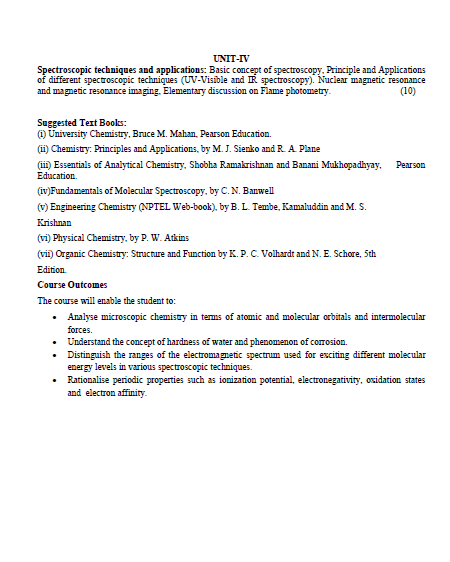 UNIT-IV
Spectroscopic techniques and applications: Basic concept of spectroscopy, Principle and Applications
of different spectroscopic techniques (UV-Visible and IR spectroscopy). Nuclear magnetic resonance
and magnetic resonance imaging, Elementary discussion on Flame photometry. (10)
Suggested Text Books:
(i) University Chemistry, Bruce M. Mahan, Pearson Education.
(ii) Chemistry: Principles and Applications, by M. J. Sienko and R. A. Plane
(iii) Essentials of Analytical Chemistry, Shobha Ramakrishnan and Banani Mukhopadhyay, Pearson
Education.
(iv)Fundamentals of Molecular Spectroscopy, by C. N. Banwell
(v) Engineering Chemistry (NPTEL Web-book), by B. L. Tembe, Kamaluddin and M. S.
Krishnan
(vi) Physical Chemistry, by P. W. Atkins
(vii) Organic Chemistry: Structure and Function by K. P. C. Volhardt and N. E. Schore, 5th
Edition.
Course Outcomes
The course will enable the student to:
• Analyse microscopic chemistry in terms of atomic and molecular orbitals and intermolecular
forces.
• Understand the concept of hardness of water and phenomenon of corrosion.
• Distinguish the ranges of the electromagnetic spectrum used for exciting different molecular
energy levels in various spectroscopic techniques.
• Rationalise periodic properties such as ionization potential, electronegativity, oxidation states
and electron affinity.